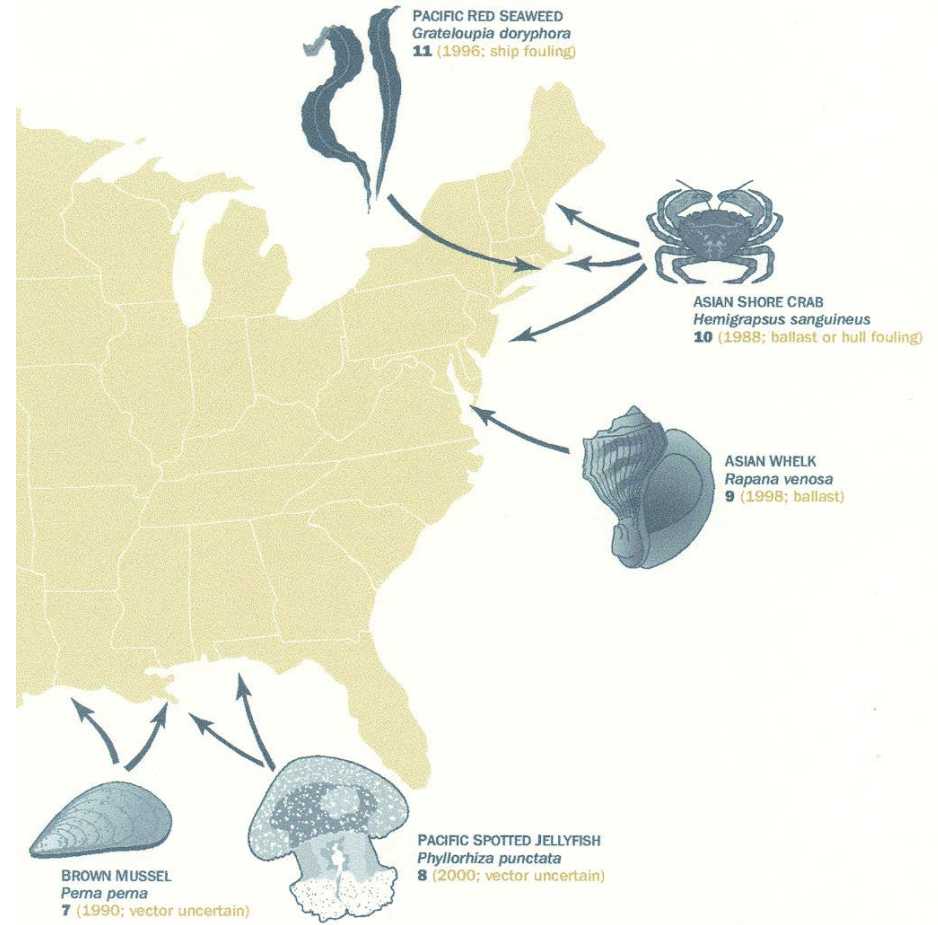 PACIFIC RED SEAWEED
Grateloupia doryphora
11 (1996; ship fouling)
ASIAN SHORE CRAB
Hemigrapsus sanguineus
10 (1988; ballast or hull fouling)
ASIAN WHELK
Rapana venosa
9 (1998; ballast)
PACIFIC SPOTTED JELLYFISH
Phyllorhiza punctata
8 (2000; vector uncertain)
BROWN MUSSEL
Perna perna
7 (1990; vector uncertain)